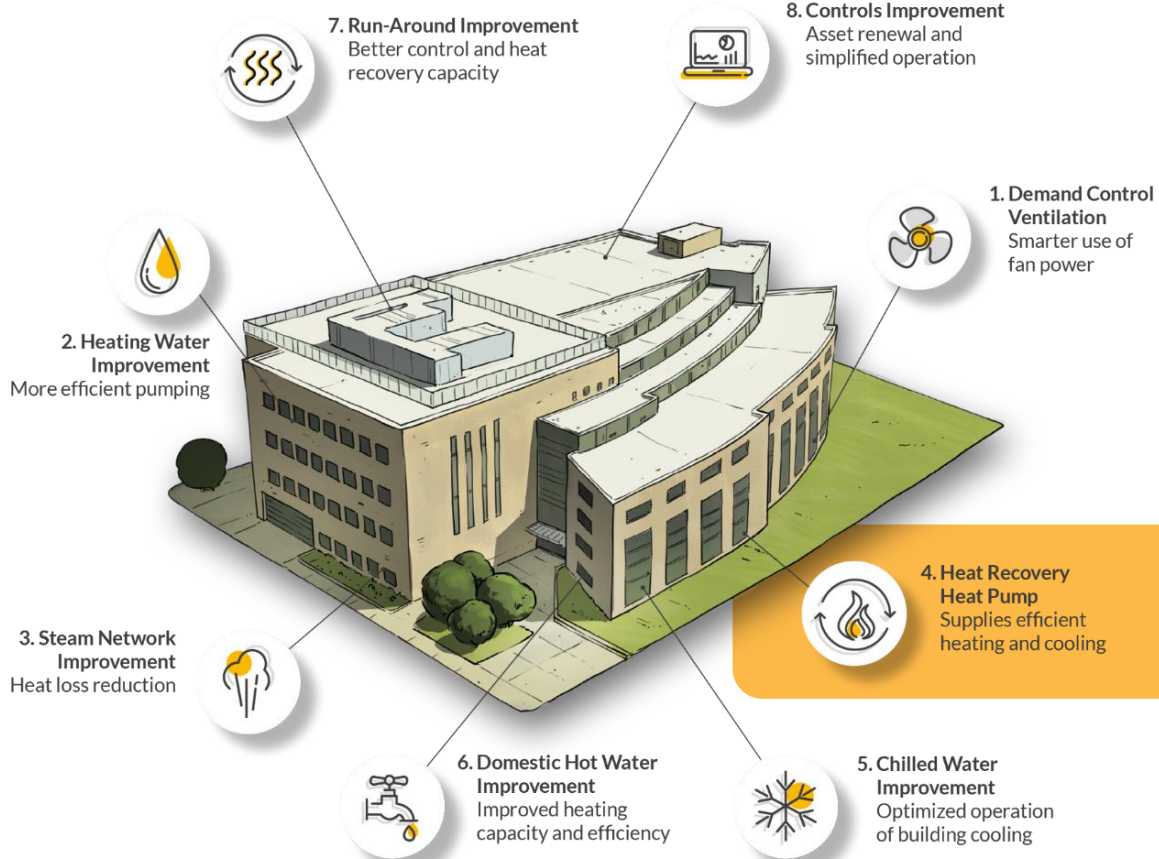 7. Run-Around Improvement
Better control and heat
recovery capacity
8. Controls Improvement
Asset renewal and
simplified operation
1. Demand Control
Ventilation
Smarter use of
fan power
2. Heating Water
Improvement
More efficient pumping
4. Heat Recovery
Heat Pump
Supplies efficient
heating and cooling
3. Steam Network
Improvement
Heat loss reduction
6. Domestic Hot Water
Improvement
Improved heating
capacity and efficiency
5. Chilled Water
Improvement
Optimized operation
of building cooling